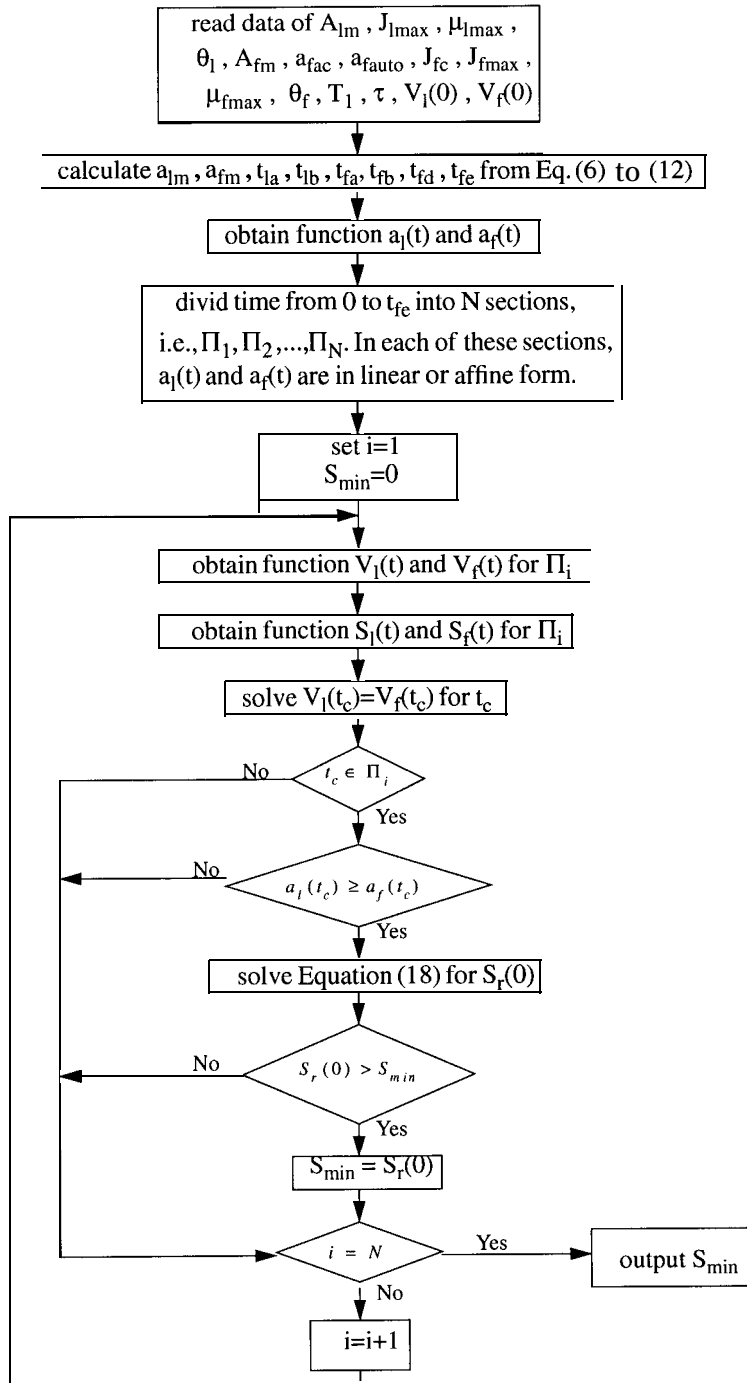 read data of A_lm , J_lmax , μ_lmax ,
θ_l , A_fm , a_fac , a_fauto , J_fc , J_fmax ,
μ_fmax , θ_f , T_1 , τ , V_l(0) , V_f(0)
calculate a_lm , a_fm , t_la , t_lb , t_fa, t_fb , t_fd , t_fe from Eq. (6) to (12)
obtain function a_l(t) and a_f(t)
divid time from 0 to t_fe into N sections,
i.e., Π_1, Π_2, ...,Π_N. In each of these sections,
a_l(t) and a_f(t) are in linear or affine form.
set i=1
S_min=0
obtain function V_l(t) and V_f(t) for Π_i
obtain function S_l(t) and S_f(t) for Π_i
solve V_l(t_c)=V_f(t_c) for t_c
No
t_c ∈ Π_i
Yes
No
a_l(t_c) ≥ a_f(t_c)
Yes
solve Equation (18) for S_r(0)
No
S_r(0) > S_min
Yes
S_min = S_r(0)
i = N
Yes
output S_min
No
i=i+1